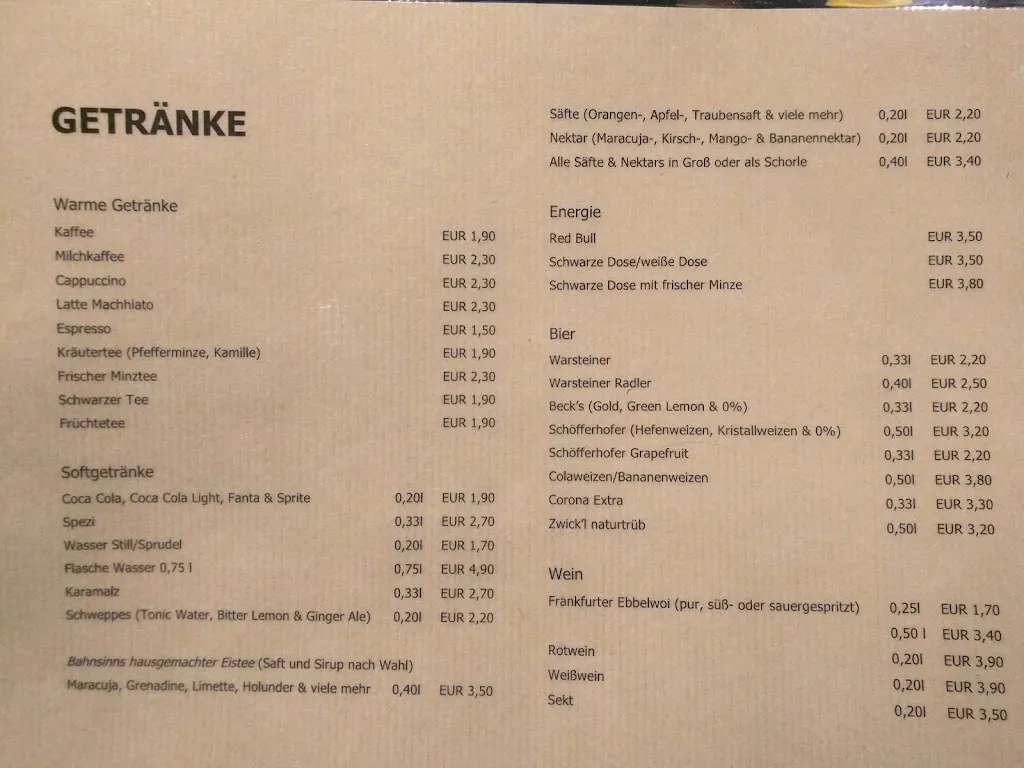 GETRÄNKE
Warme Getränke
Kaffee EUR 1,90
Milchkaffee EUR 2,30
Cappuccino EUR 2,30
Latte Machhiato EUR 2,30
Espresso EUR 1,50
Kräutertee (Pfefferminze, Kamille) EUR 1,90
Frischer Minztee EUR 2,30
Schwarzer Tee EUR 1,90
Früchtetee EUR 1,90
Softgetränke
Coca Cola, Coca Cola Light, Fanta & Sprite 0,20l EUR 1,90
Spezi 0,33l EUR 2,70
Wasser Still/Sprudel 0,20l EUR 1,70
Flasche Wasser 0,75 l 0,75l EUR 4,90
Karamalz 0,33l EUR 2,70
Schweppes (Tonic Water, Bitter Lemon & Ginger Ale) 0,20l EUR 2,20
Bahnsinns hausgemachter Eistee (Saft und Sirup nach Wahl)
Maracuja, Grenadine, Limette, Holunder & viele mehr 0,40l EUR 3,50
Säfte (Orangen-, Apfel-, Traubensaft & viele mehr) 0,20l EUR 2,20
Nektar (Maracuja-, Kirsch-, Mango- & Bananennektar) 0,20l EUR 2,20
Alle Säfte & Nektars in Groß oder als Schorle 0,40l EUR 3,40
Energie
Red Bull EUR 3,50
Schwarze Dose/weiße Dose EUR 3,50
Schwarze Dose mit frischer Minze EUR 3,80
Bier
Warsteiner 0,33l EUR 2,20
Warsteiner Radler 0,40l EUR 2,50
Beck's (Gold, Green Lemon & 0%) 0,33l EUR 2,20
Schöfferhofer (Hefenweizen, Kristallweizen & 0%) 0,50l EUR 3,20
Schöfferhofer Grapefruit 0,33l EUR 2,20
Colaweizen/Bananenweizen 0,50l EUR 3,80
Corona Extra 0,33l EUR 3,30
Zwick'l naturtrüb 0,50l EUR 3,20
Wein
Frankfurter Ebbelwoi (pur, süß- oder sauergespritzt) 0,25l EUR 1,70
0,50 l EUR 3,40
Rotwein 0,20l EUR 3,90
Weißwein 0,20l EUR 3,90
Sekt 0,20l EUR 3,50